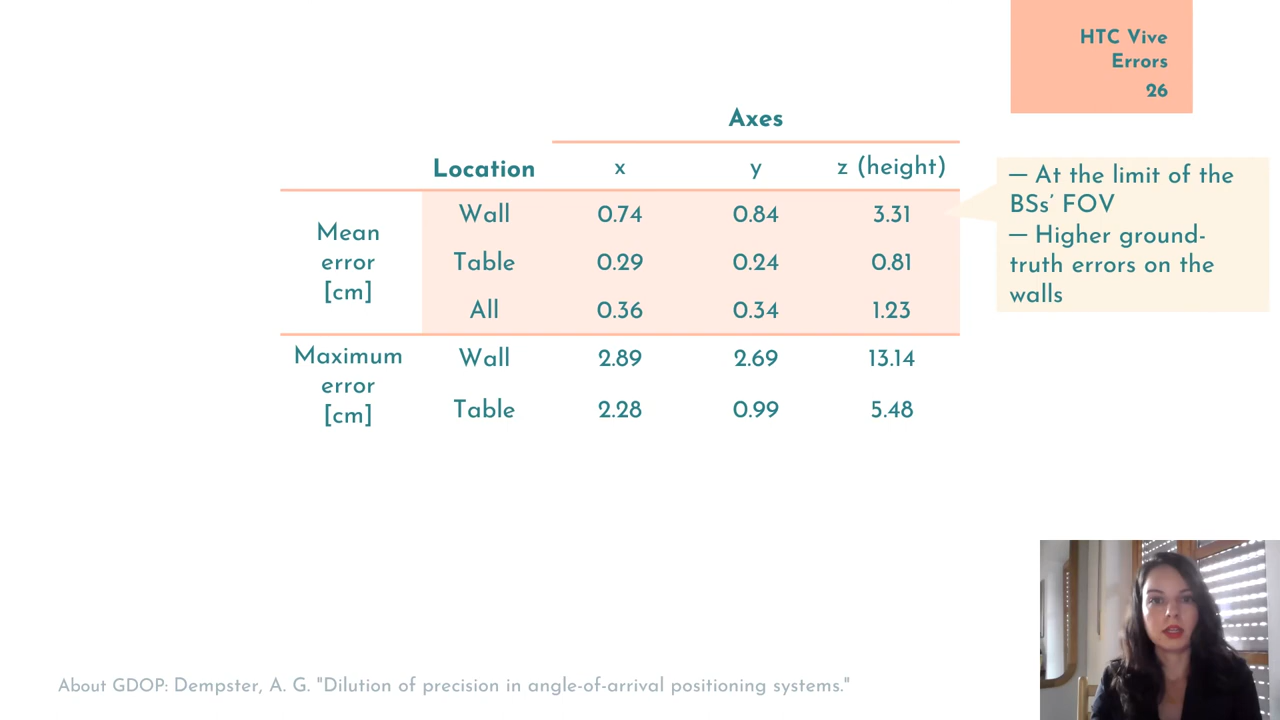 HTC Vive
Errors
26
Axes
Location x y z (height)
Mean
error
[cm]
Wall 0.74 0.84 3.31
Table 0.29 0.24 0.81
All 0.36 0.34 1.23
Maximum
error
[cm]
Wall 2.89 2.69 13.14
Table 2.28 0.99 5.48
— At the limit of the
BSs’ FOV
— Higher ground-
truth errors on the
walls
About GDOP: Dempster, A. G. "Dilution of precision in angle-of-arrival positioning systems."